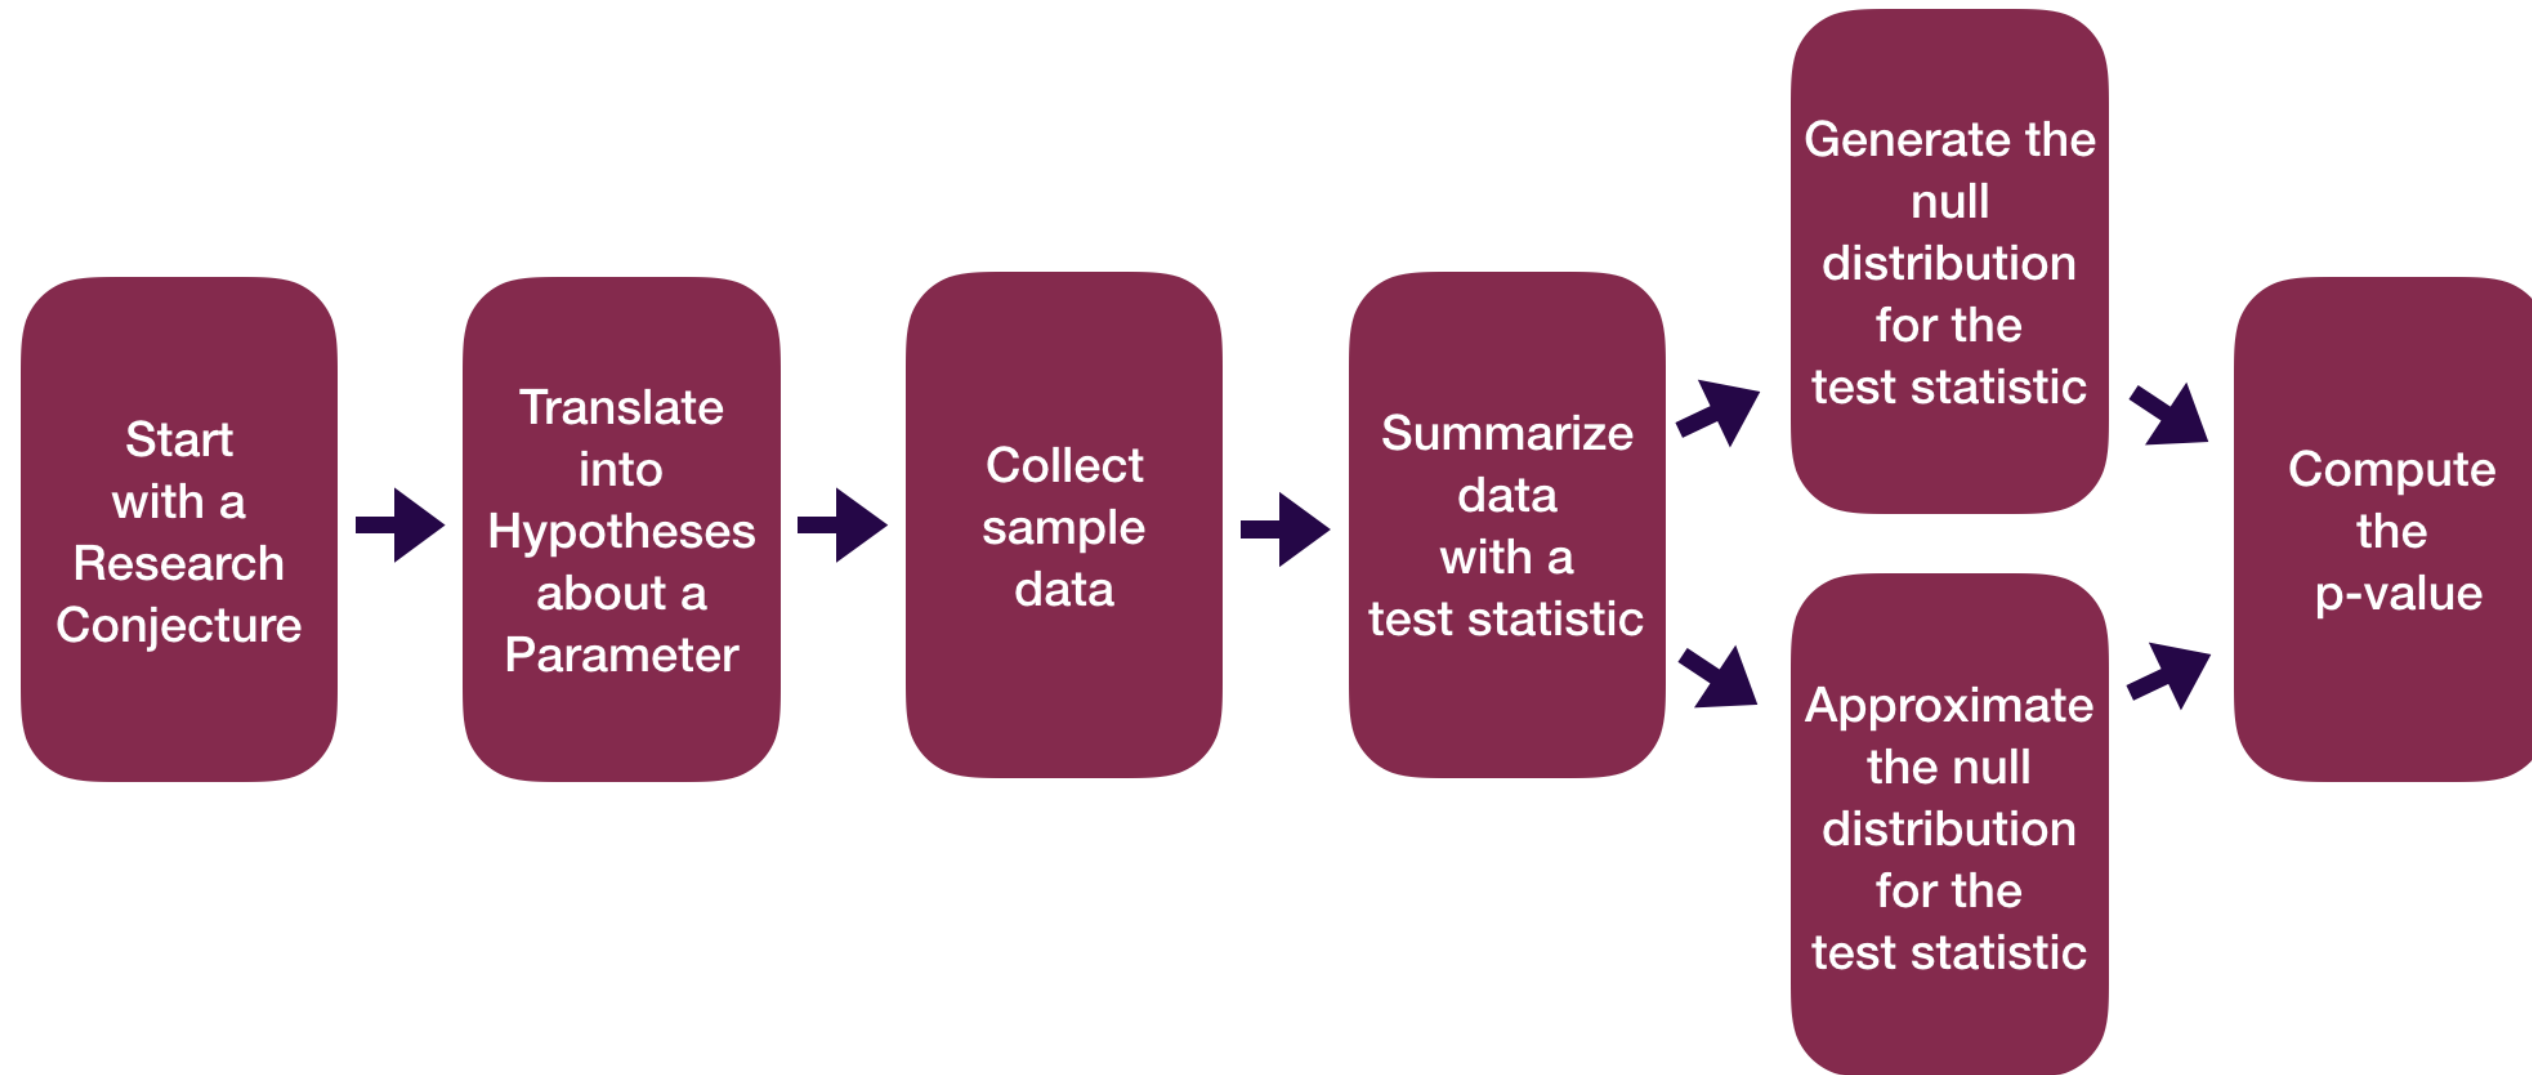 Start
with a
Research
Conjecture
Translate
into
Hypotheses
about a
Parameter
Collect
sample
data
Summarize
data
with a
test statistic
Generate the
null
distribution
for the
test statistic
Approximate
the null
distribution
for the
test statistic
Compute
the
p-value